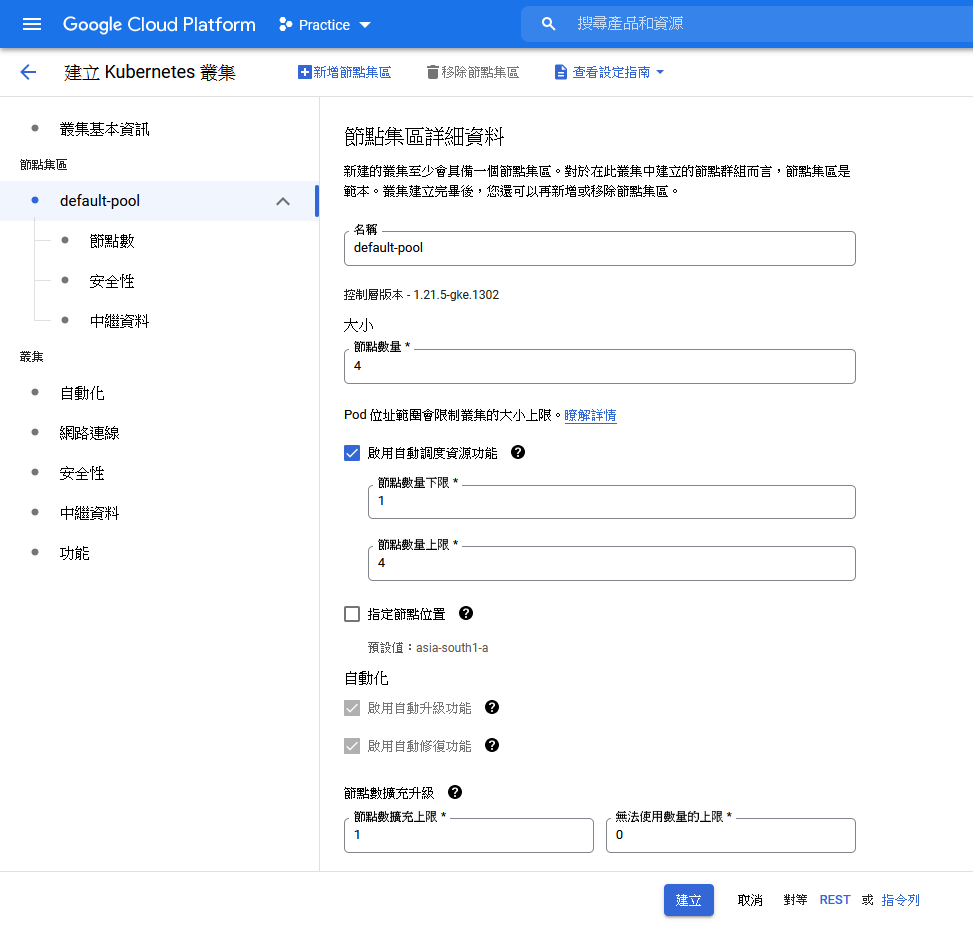 Google Cloud Platform
Practice
搜尋產品和資源
建立 Kubernetes 叢集
新增節點集區
移除節點集區
查看設定指南
叢集基本資訊
節點集區
default-pool
節點數
安全性
中繼資料
叢集
自動化
網路連線
安全性
中繼資料
功能
節點集區詳細資料
新建的叢集至少會具備一個節點集區。對於在此叢集中建立的節點群組而言，節點集區是
範本。叢集建立完畢後，您還可以再新增或移除節點集區。
名稱
default-pool
控制層版本 - 1.21.5-gke.1302
大小
節點數量 *
4
Pod 位址範圍會限制叢集的大小上限。瞭解詳情
啟用自動調度資源功能
節點數量下限 *
1
節點數量上限 *
4
指定節點位置
預設值：asia-south1-a
自動化
啟用自動升級功能
啟用自動修復功能
節點數擴充升級
節點數擴充上限 *
1
無法使用數量的上限 *
0
建立
取消
對等 REST 或 指令列